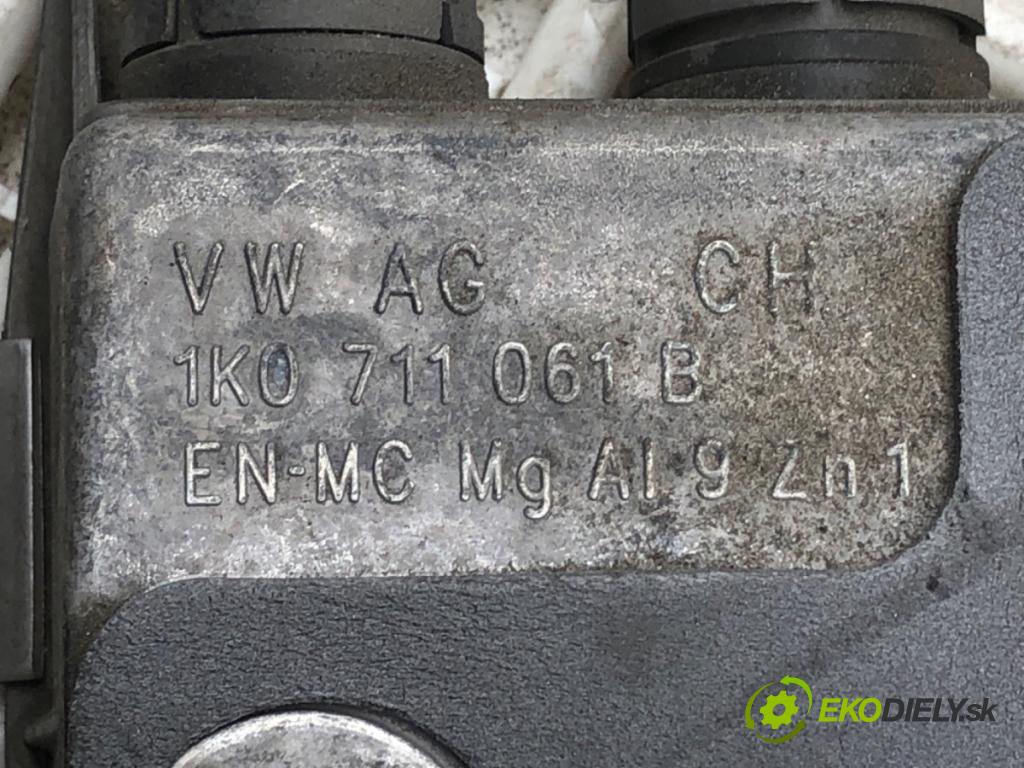 VW AG CH
1K0 711 061 B
EN-MC Mg Al 9 Zn 1
EKODIELY.sk